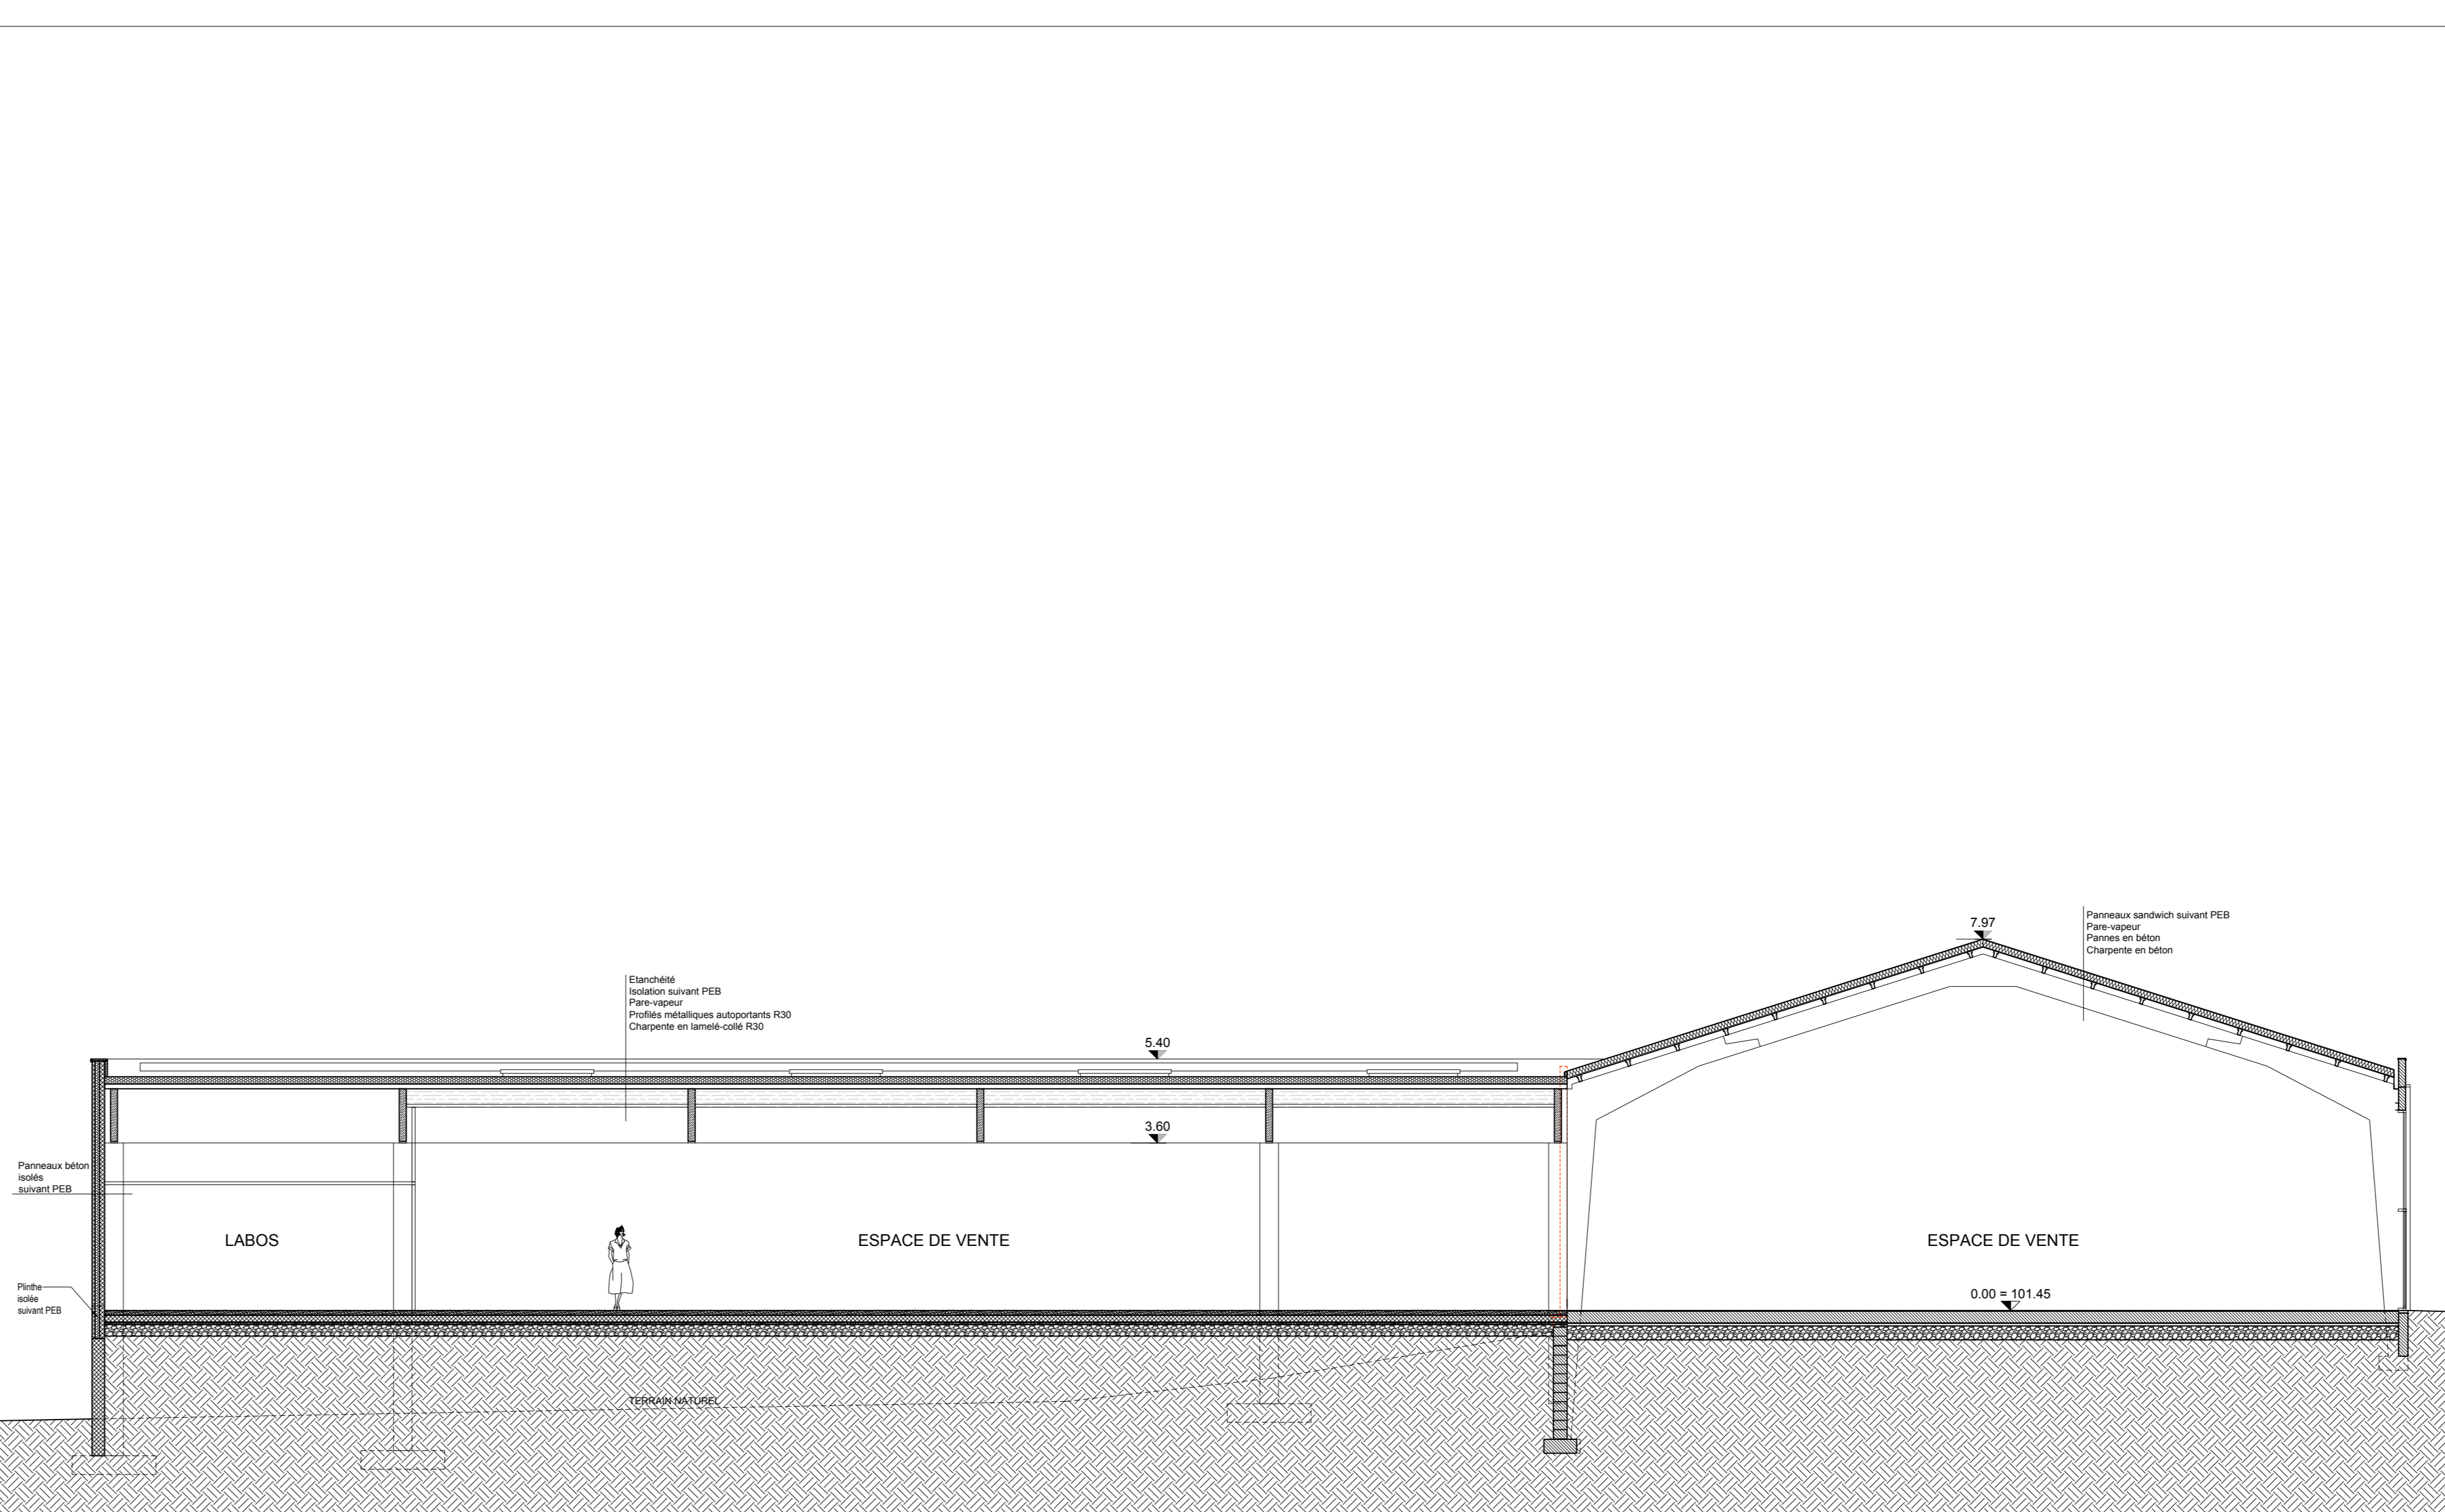 7.97
Panneaux sandwich suivant PEB
Pare-vapeur
Pannes en béton
Charpente en béton
Etanchéité
Isolation suivant PEB
Pare-vapeur
Profilés métalliques autoportants R30
Charpente en lamelé-collé R30
5.40
3.60
Panneaux béton
isolés
suivant PEB
LABOS
ESPACE DE VENTE
ESPACE DE VENTE
Plinthe
isolée
suivant PEB
0.00 = 101.45
TERRAIN NATUREL